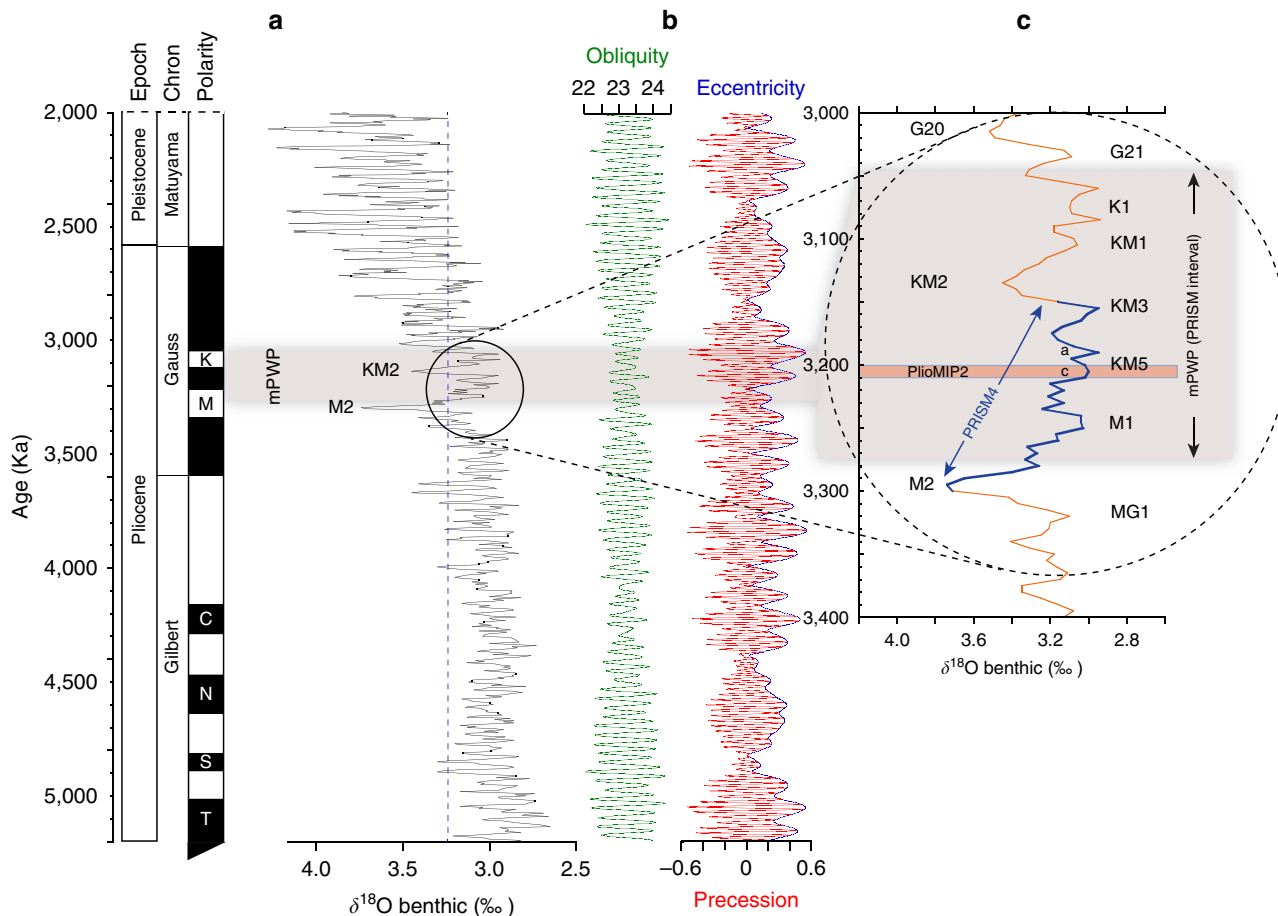 a
b
c
Epoch
Chron
Polarity
Obliquity
22 23 24
Eccentricity
2,000
2,500
3,000
3,500
4,000
4,500
5,000
Age (Ka)
Pleistocene
Pliocene
Matuyama
Gauss
Gilbert
K
M
C
N
S
T
mPWP
KM2
M2
4.0 3.5 3.0 2.5
δ18O benthic (‰ )
–0.6 0 0.6
Precession
3,000
3,100
3,200
3,300
3,400
G20
G21
K1
KM1
KM2
KM3
a
KM5
PlioMIP2
c
M1
M2
MG1
PRISM4
mPWP (PRISM interval)
4.0 3.6 3.2 2.8
δ18O benthic (‰ )